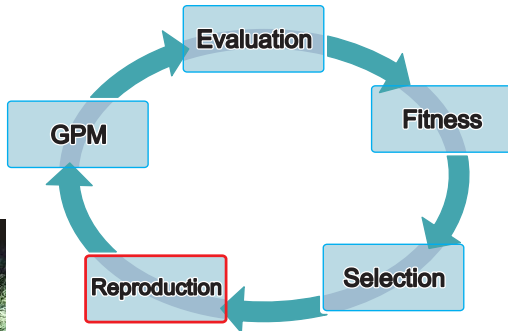 Evaluation
Fitness
GPM
Selection
Reproduction